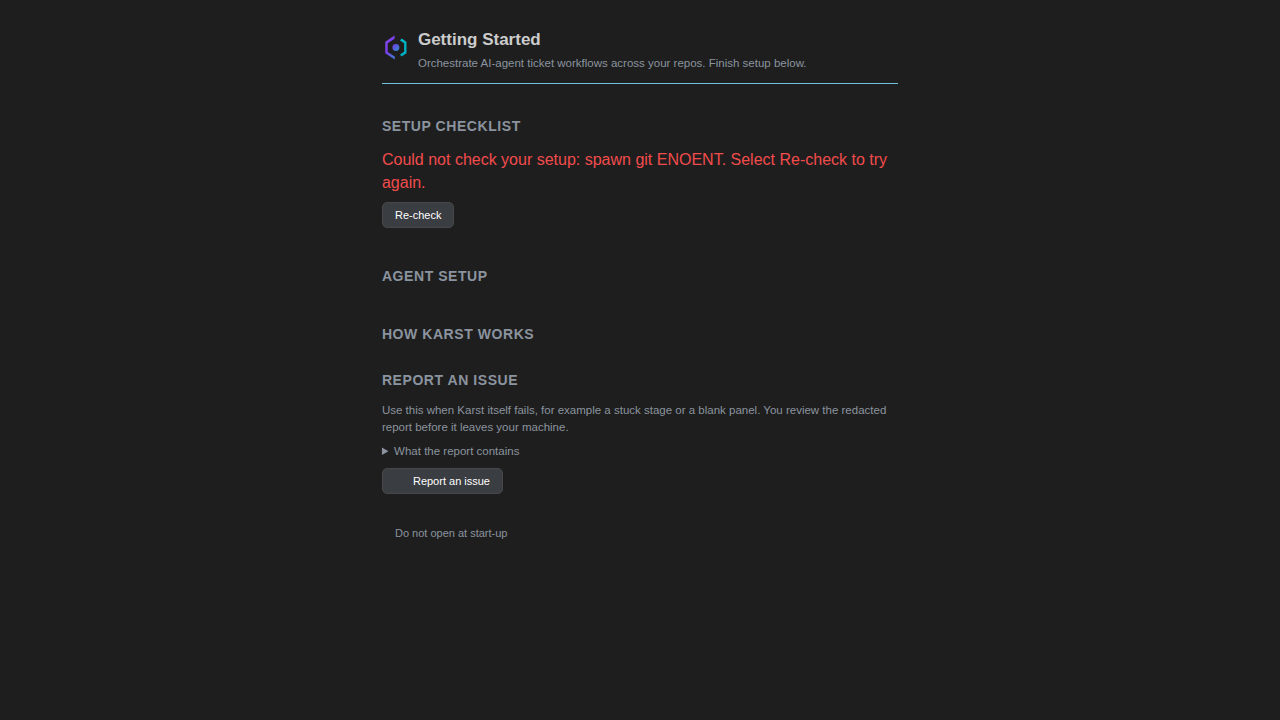 Getting Started
Orchestrate AI-agent ticket workflows across your repos. Finish setup below.
SETUP CHECKLIST
Could not check your setup: spawn git ENOENT. Select Re-check to try
again.
Re-check
AGENT SETUP
HOW KARST WORKS
REPORT AN ISSUE
Use this when Karst itself fails, for example a stuck stage or a blank panel. You review the redacted
report before it leaves your machine.
What the report contains
Report an issue
Do not open at start-up